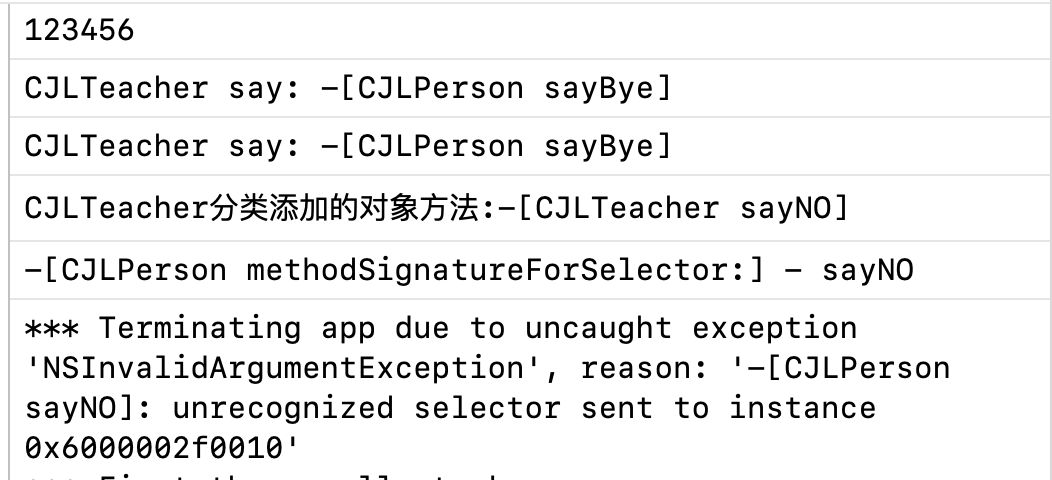 123456
CJLTeacher say: -[CJLPerson sayBye]
CJLTeacher say: -[CJLPerson sayBye]
CJLTeacher分类添加的对象方法:-[CJLTeacher sayNO]
-[CJLPerson methodSignatureForSelector:] - sayNO
*** Terminating app due to uncaught exception
'NSInvalidArgumentException', reason: '-[CJLPerson
sayNO]: unrecognized selector sent to instance
0x6000002f0010'